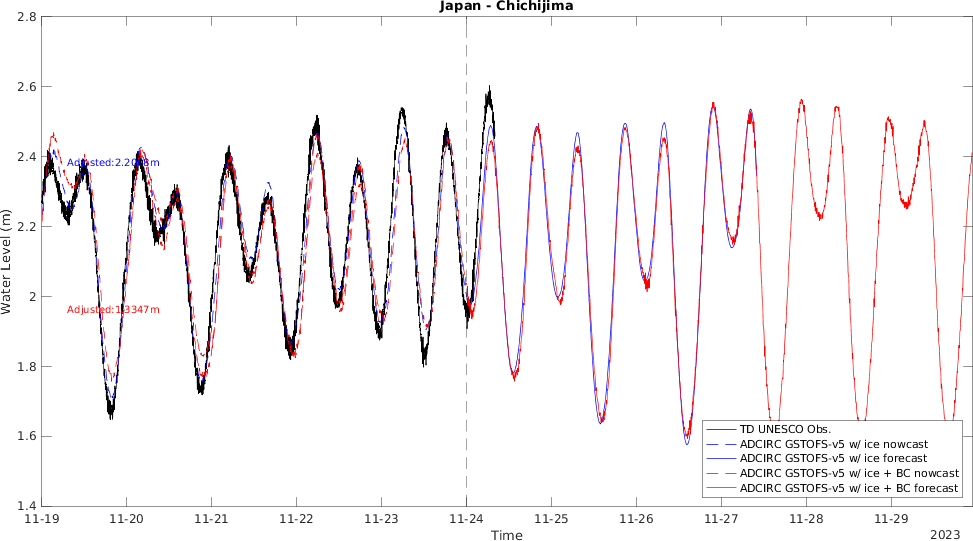 Japan - Chichijima
2.8
2.6
2.4
2.2
2
1.8
1.6
1.4
Water Level (m)
Adjusted:1.3347m
TD UNESCO Obs.
ADCIRC GSTOFS-v5 w/ ice nowcast
ADCIRC GSTOFS-v5 w/ ice forecast
ADCIRC GSTOFS-v5 w/ ice + BC nowcast
ADCIRC GSTOFS-v5 w/ ice + BC forecast
11-19 11-20 11-21 11-22 11-23 11-24 11-25 11-26 11-27 11-28 11-29
Time
2023